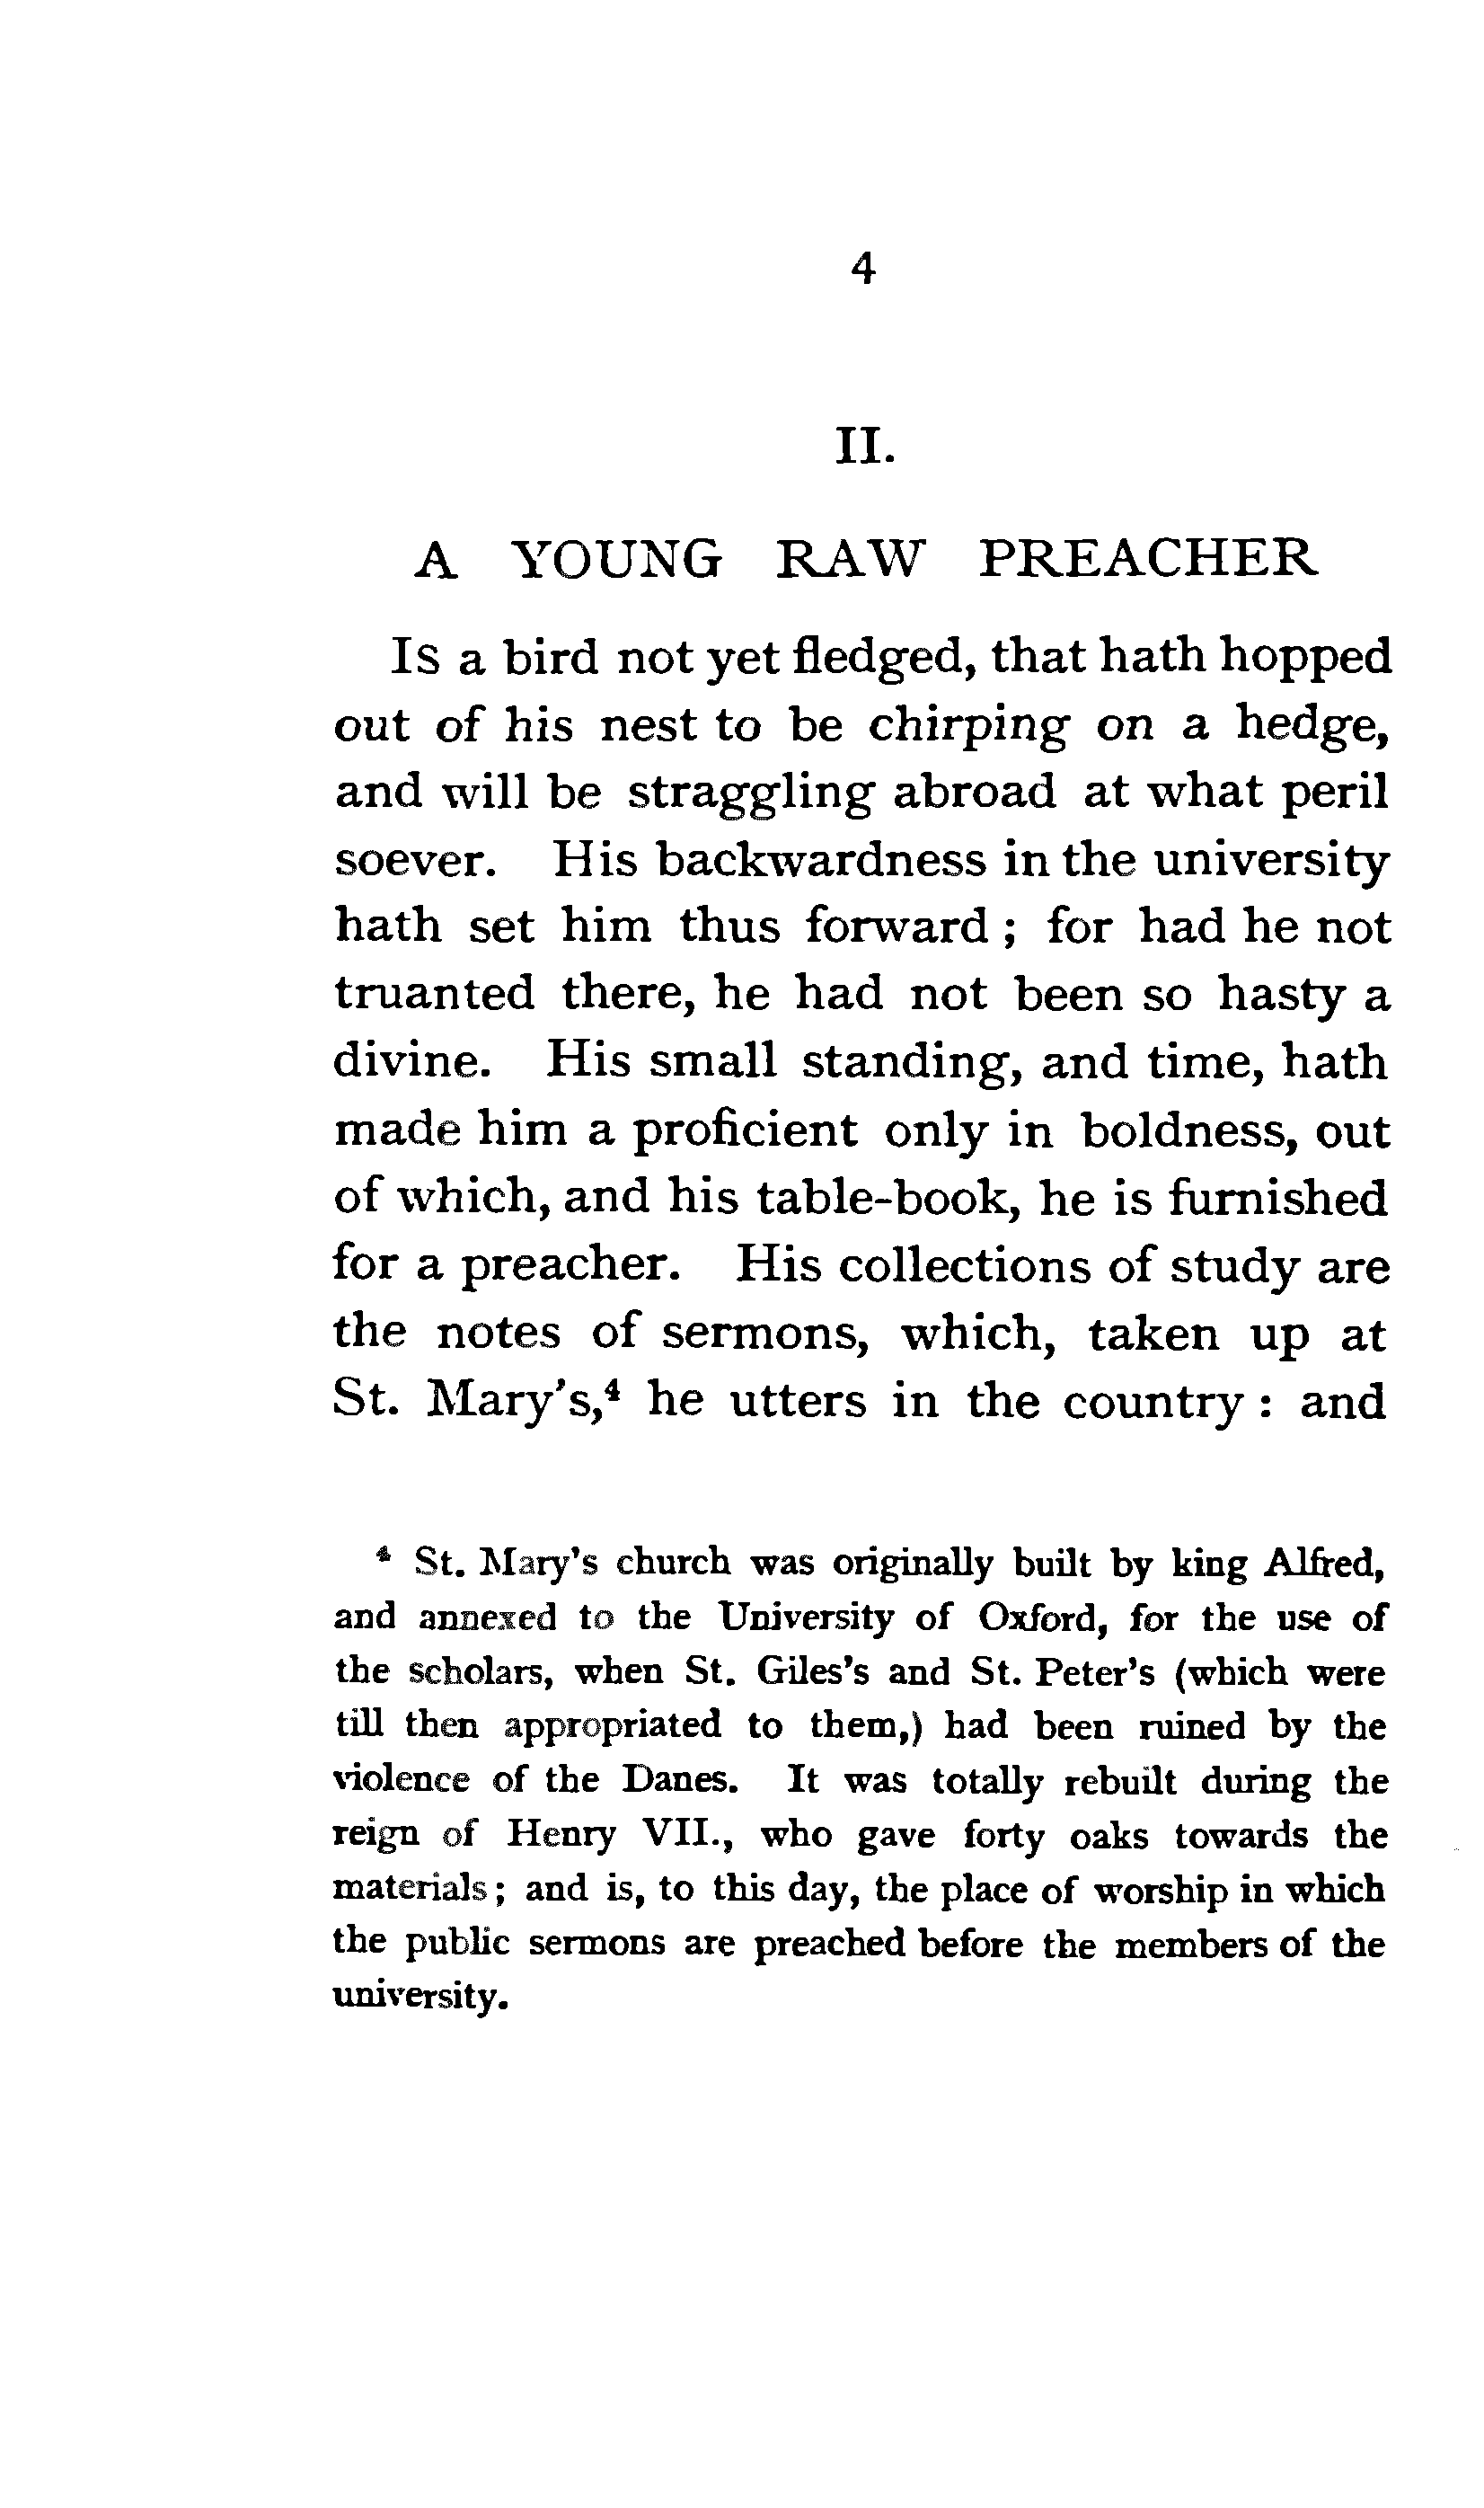 4
II.
A YOUNG RAW PREACHER
Is a bird not yet fledged, that hath hopped
out of his nest to be chirping on a hedge,
and will be straggling abroad at what peril
soever. His backwardness in the university
hath set him thus forward ; for had he not
truanted there, he had not been so hasty a
divine. His small standing, and time, hath
made him a proficient only in boldness, out
of which, and his table-book, he is furnished
for a preacher. His collections of study are
the notes of sermons, which, taken up at
St. Mary's,⁴ he utters in the country : and
⁴ St. Mary's church was originally built by king Alfred,
and annexed to the University of Oxford, for the use of
the scholars, when St. Giles's and St. Peter's (which were
till then appropriated to them,) had been ruined by the
violence of the Danes. It was totally rebuilt during the
reign of Henry VII., who gave forty oaks towards the
materials ; and is, to this day, the place of worship in which
the public sermons are preached before the members of the
university.